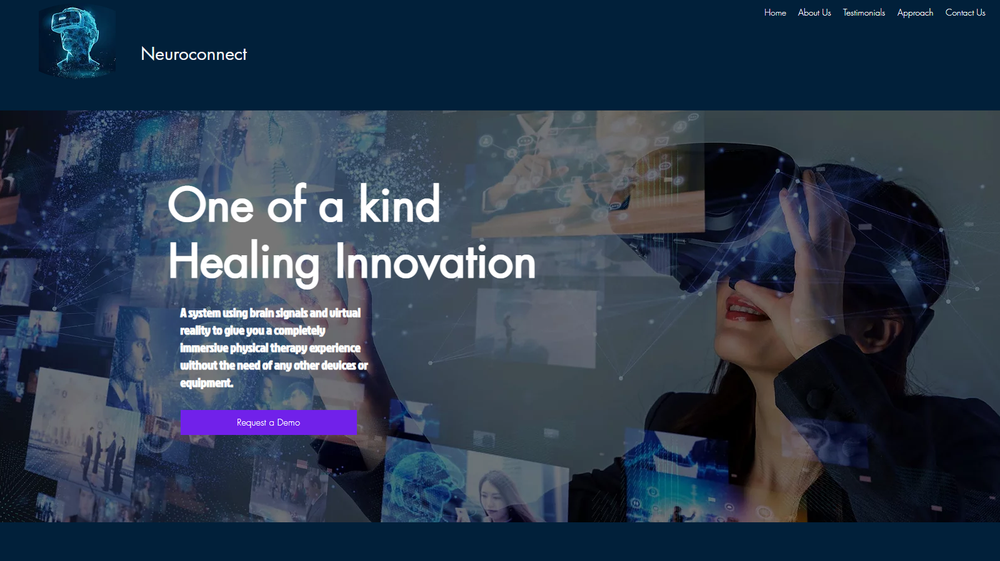 Home About Us Testimonials Approach Contact Us
Neuroconnect
One of a kind
Healing Innovation
A system using brain signals and virtual
reality to give you a completely
immersive physical therapy experience
without the need of any other devices or
equipment.
Request a Demo